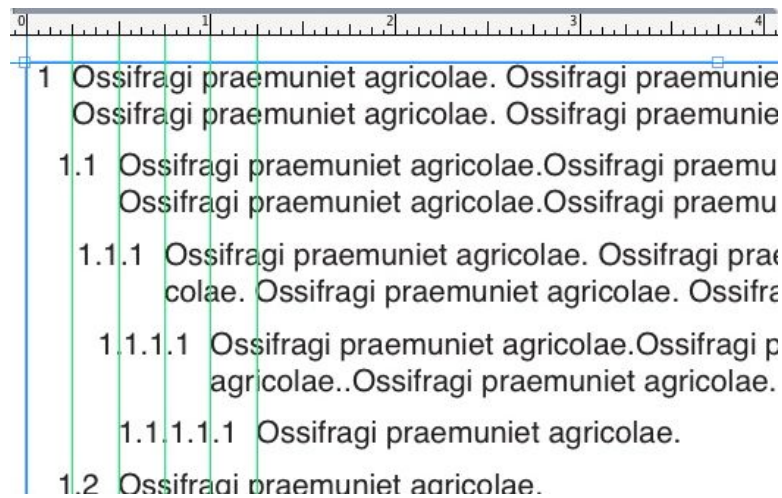 0 1 2 3 4
1 Ossifragi praemuniet agricolae. Ossifragi praemunie
Ossifragi praemuniet agricolae. Ossifragi praemunie
1.1 Ossifragi praemuniet agricolae.Ossifragi praemu
Ossifragi praemuniet agricolae.Ossifragi praemu
1.1.1 Ossifragi praemuniet agricolae. Ossifragi prae
colae. Ossifragi praemuniet agricolae. Ossifra
1.1.1.1 Ossifragi praemuniet agricolae.Ossifragi p
agricolae..Ossifragi praemuniet agricolae.
1.1.1.1.1 Ossifragi praemuniet agricolae.
1.2 Ossifragi praemuniet agricolae.